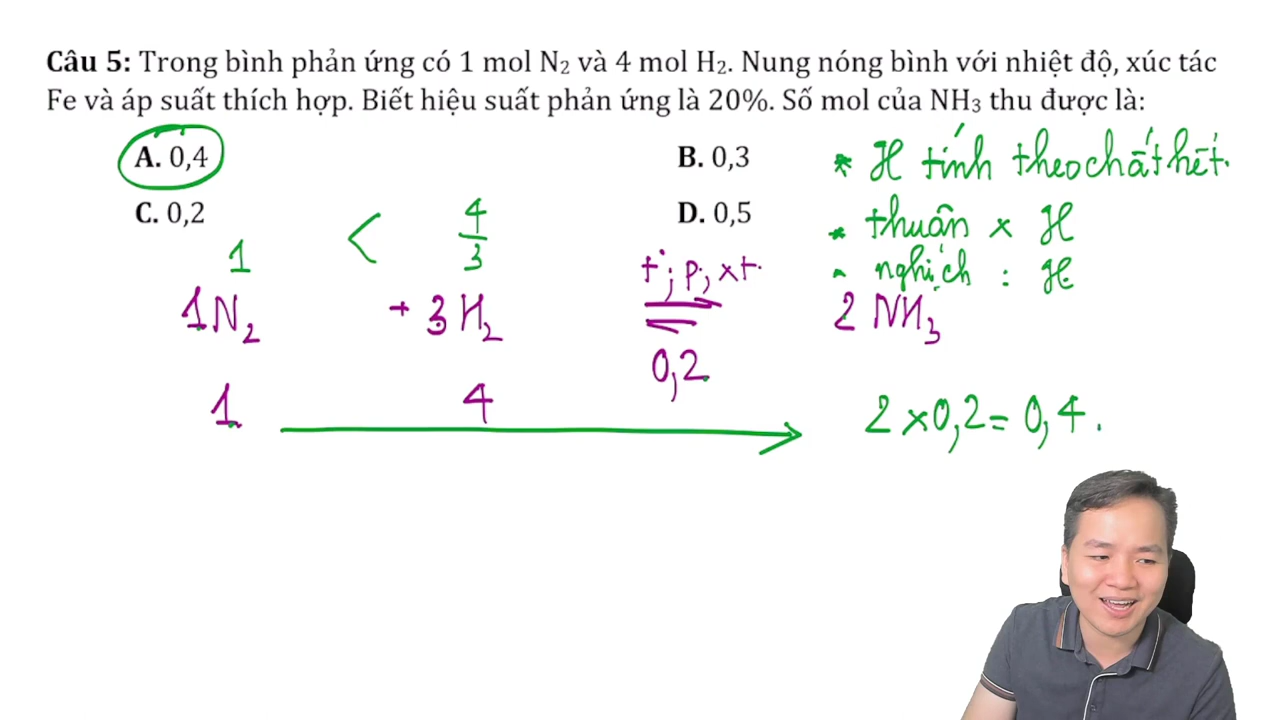 Câu 5: Trong bình phản ứng có 1 mol N₂ và 4 mol H₂. Nung nóng bình với nhiệt độ, xúc tác
Fe và áp suất thích hợp. Biết hiệu suất phản ứng là 20%. Số mol của NH₃ thu được là:
A. 0,4
B. 0,3
* H tính theo chất hết.
C. 0,2
D. 0,5
* thuận × H
1 < 4/3
t°; p, xt.
- nghịch : H
1N₂ + 3H₂ ⇌ 2NH₃
0,2
1 4 2 × 0,2 = 0,4.